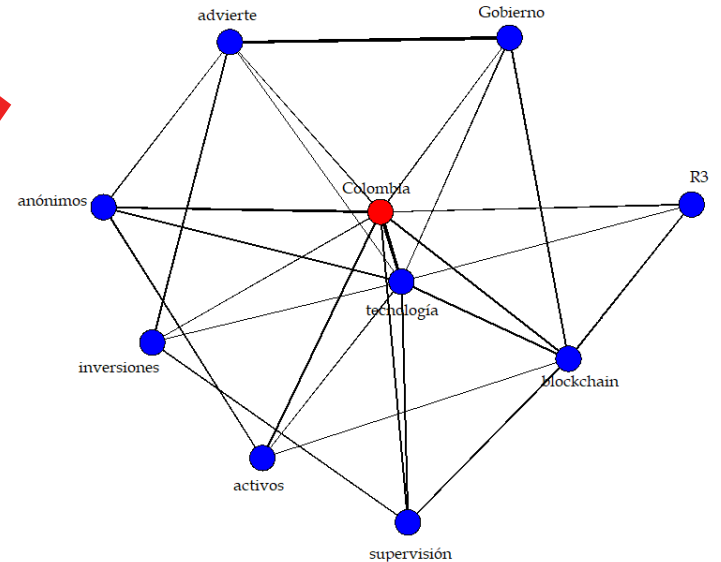 Gobierno
advierte
R3
Colombia
anónimos
tecnología
inversiones
blockchain
activos
supervisión